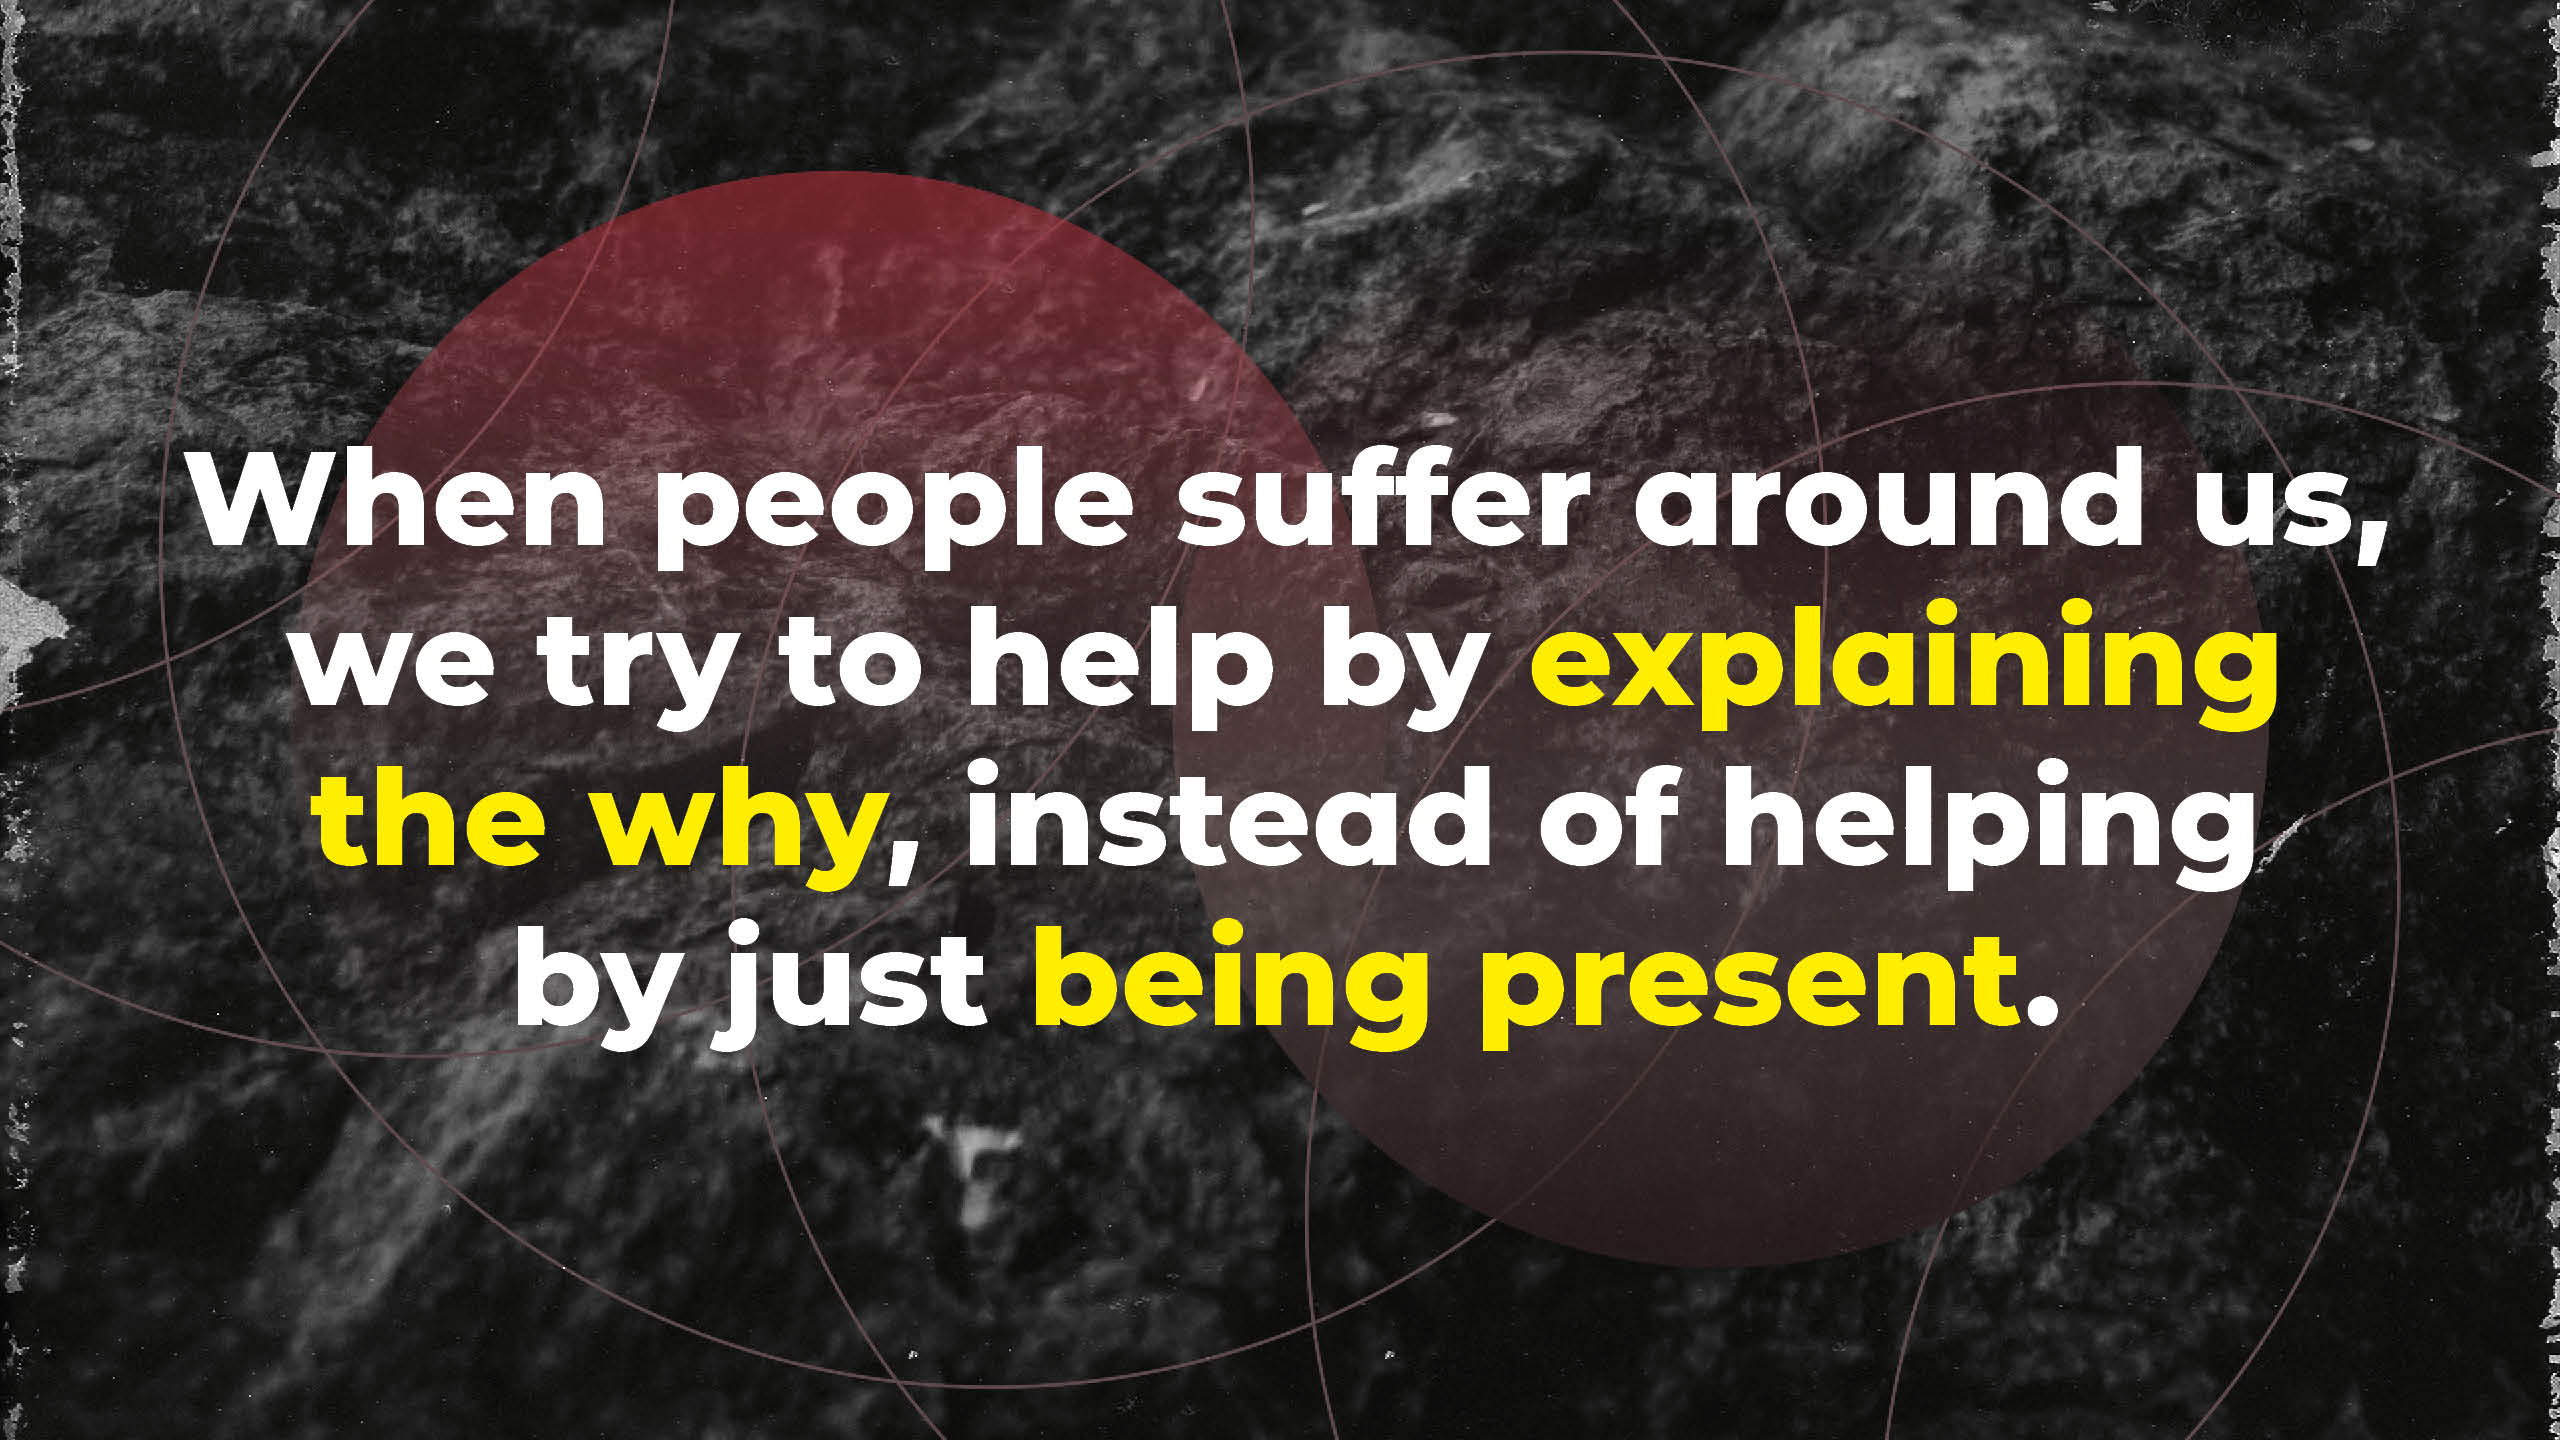 When people suffer around us,
we try to help by explaining
the why, instead of helping
by just being present.